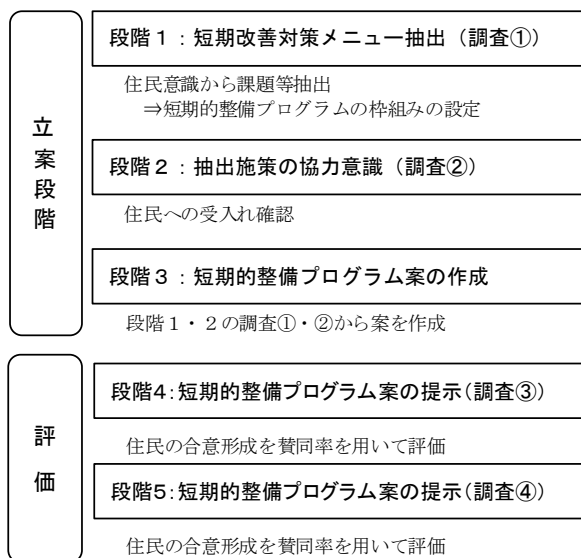 立案段階
段階１：短期改善対策メニュー抽出（調査①）
住民意識から課題等抽出
⇒短期的整備プログラムの枠組みの設定
段階２：抽出施策の協力意識（調査②）
住民への受入れ確認
段階３：短期的整備プログラム案の作成
段階１・２の調査①・②から案を作成
評価
段階4：短期的整備プログラム案の提示（調査③）
住民の合意形成を賛同率を用いて評価
段階5：短期的整備プログラム案の提示（調査④）
住民の合意形成を賛同率を用いて評価